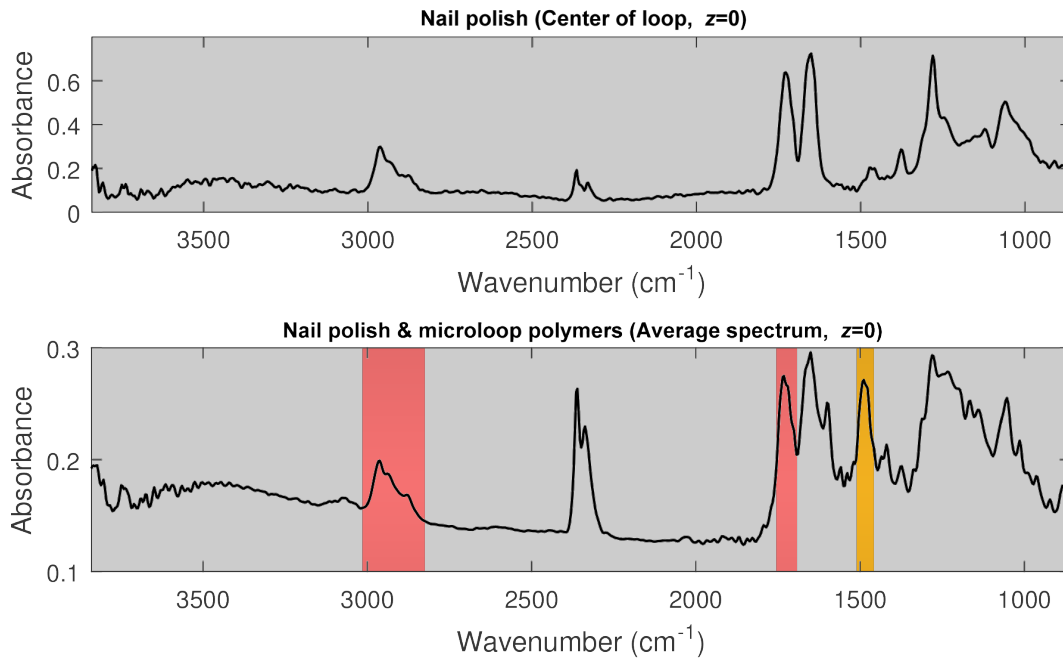 Nail polish (Center of loop, z=0)
Absorbance
0.6
0.4
0.2
0
3500 3000 2500 2000 1500 1000
Wavenumber (cm⁻¹)
Nail polish & microloop polymers (Average spectrum, z=0)
Absorbance
0.3
0.2
0.1
3500 3000 2500 2000 1500 1000
Wavenumber (cm⁻¹)